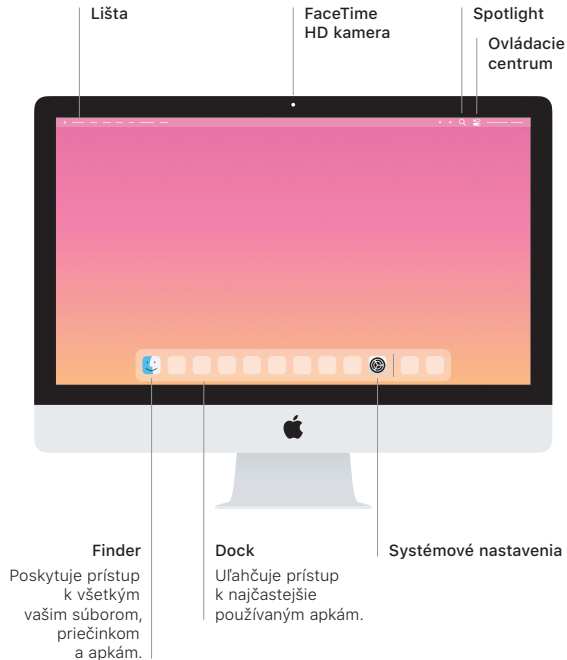 Lišta
FaceTime
HD kamera
Spotlight
Ovládacie
centrum
Finder
Poskytuje prístup
k všetkým
vašim súborom,
priečinkom
a apkám.
Dock
Uľahčuje prístup
k najčastejšie
používaným apkám.
Systémové nastavenia